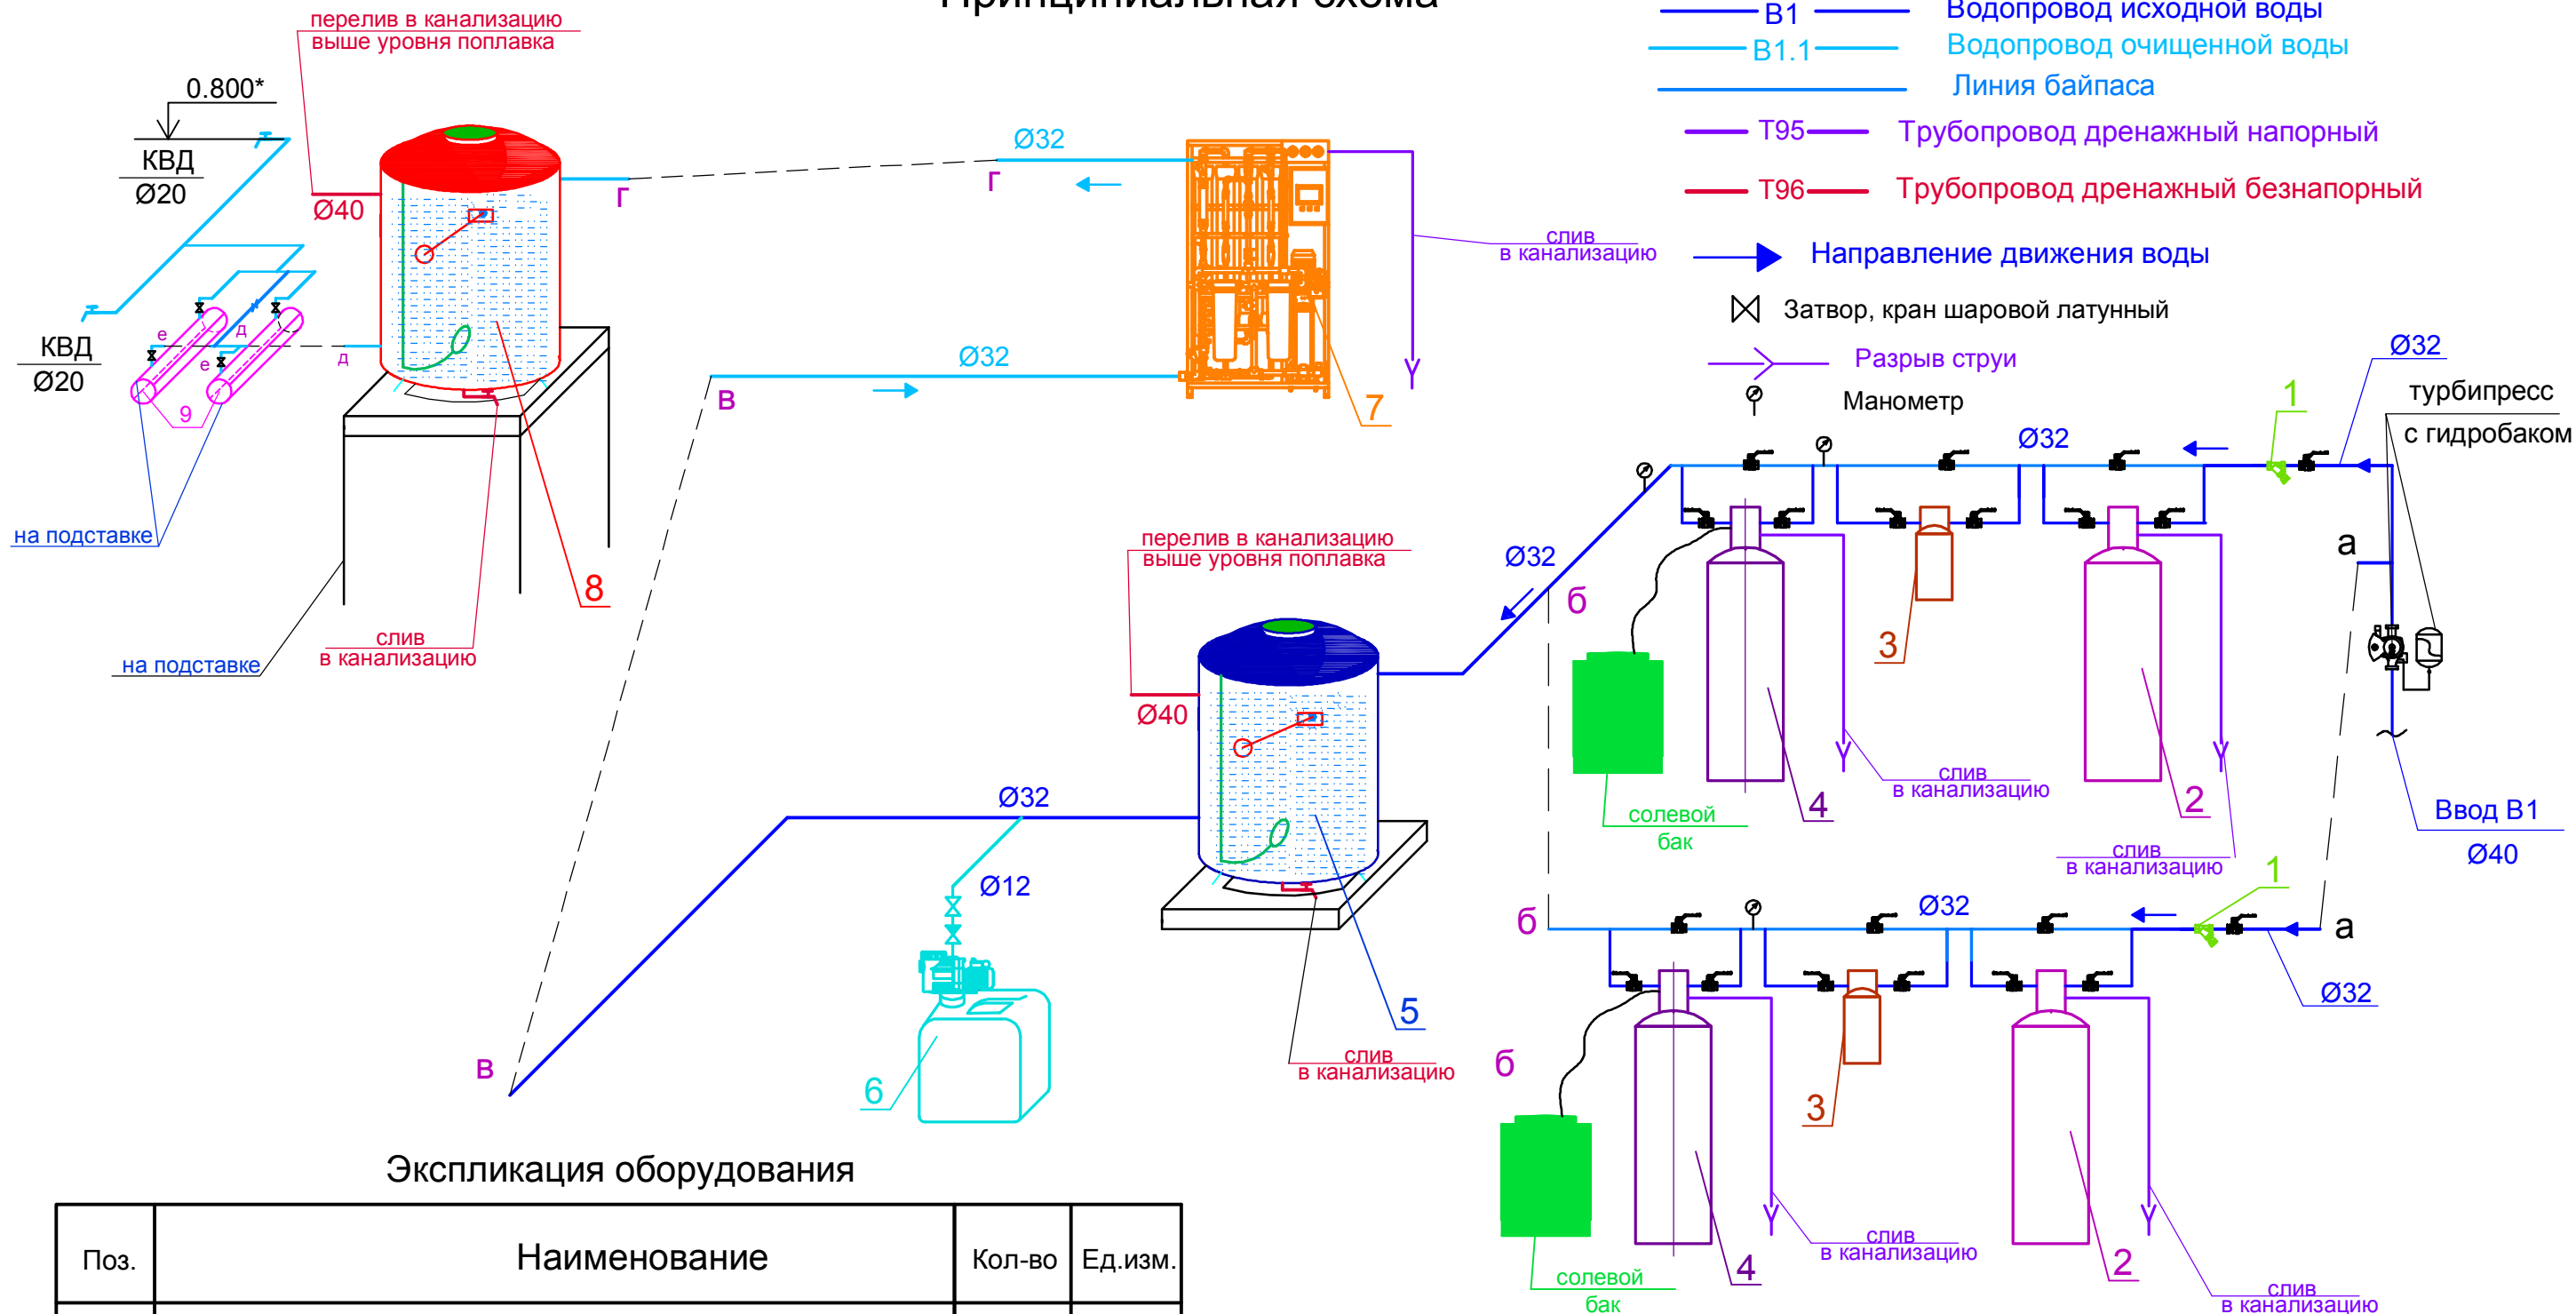 Принципиальная схема
В1 Водопровод исходной воды
В1.1 Водопровод очищенной воды
Линия байпаса
Т95 Трубопровод дренажный напорный
Т96 Трубопровод дренажный безнапорный
Направление движения воды
Затвор, кран шаровой латунный
Разрыв струи
Манометр
перелив в канализацию
выше уровня поплавка
0.800*
КВД
Ø20
Ø40
г
г
Ø32
слив
в канализацию
КВД
Ø20
е
д
е
д
9
Ø32
в
7
на подставке
8
слив
в канализацию
на подставке
Ø32
1
турбипресс
с гидробаком
Ø32
а
перелив в канализацию
выше уровня поплавка
Ø32
б
3
Ø40
4
слив
в канализацию
2
солевой
бак
Ввод В1
Ø40
слив
в канализацию
Ø32
Ø12
5
1
б
Ø32
а
Ø32
в
6
слив
в канализацию
б
3
4
слив
в канализацию
2
солевой
бак
слив
в канализацию
Экспликация оборудования
Поз. Наименование Кол-во Ед.изм.